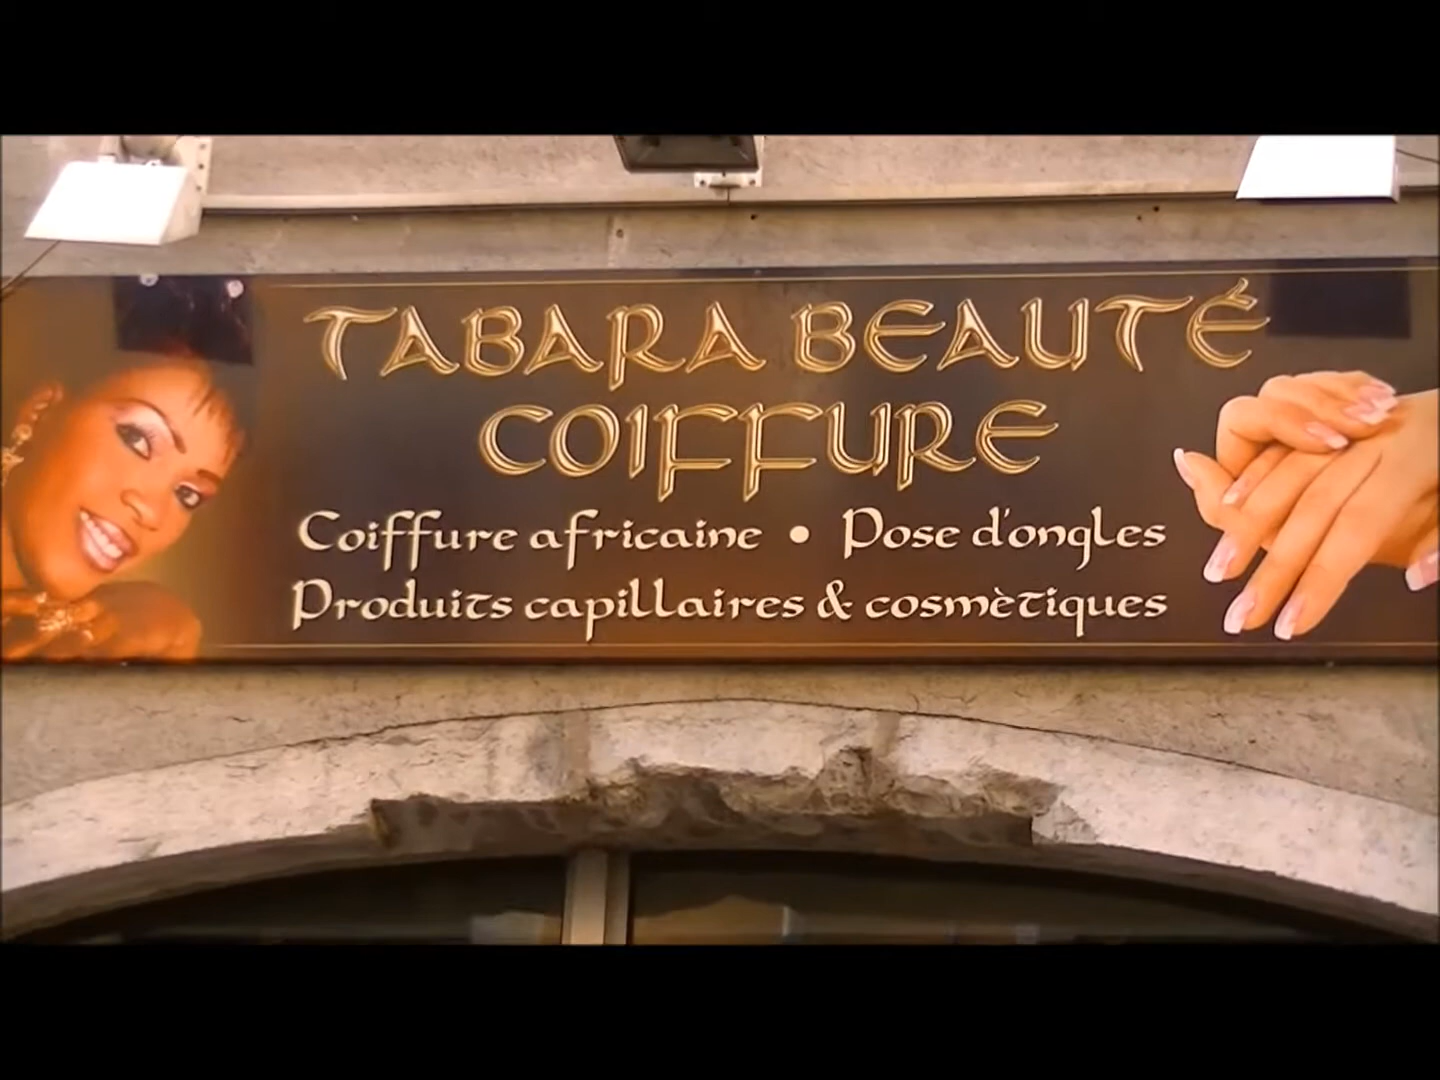 TABARA BEAUTÉ
COIFFURE
Coiffure africaine • Pose d'ongles
Produits capillaires & cosmètiques